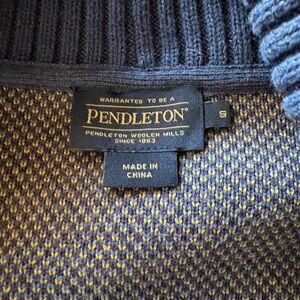 WARRANTED TO BE A
PENDLETON®
PENDLETON WOOLEN MILLS
SINCE 1863
S
MADE IN
CHINA